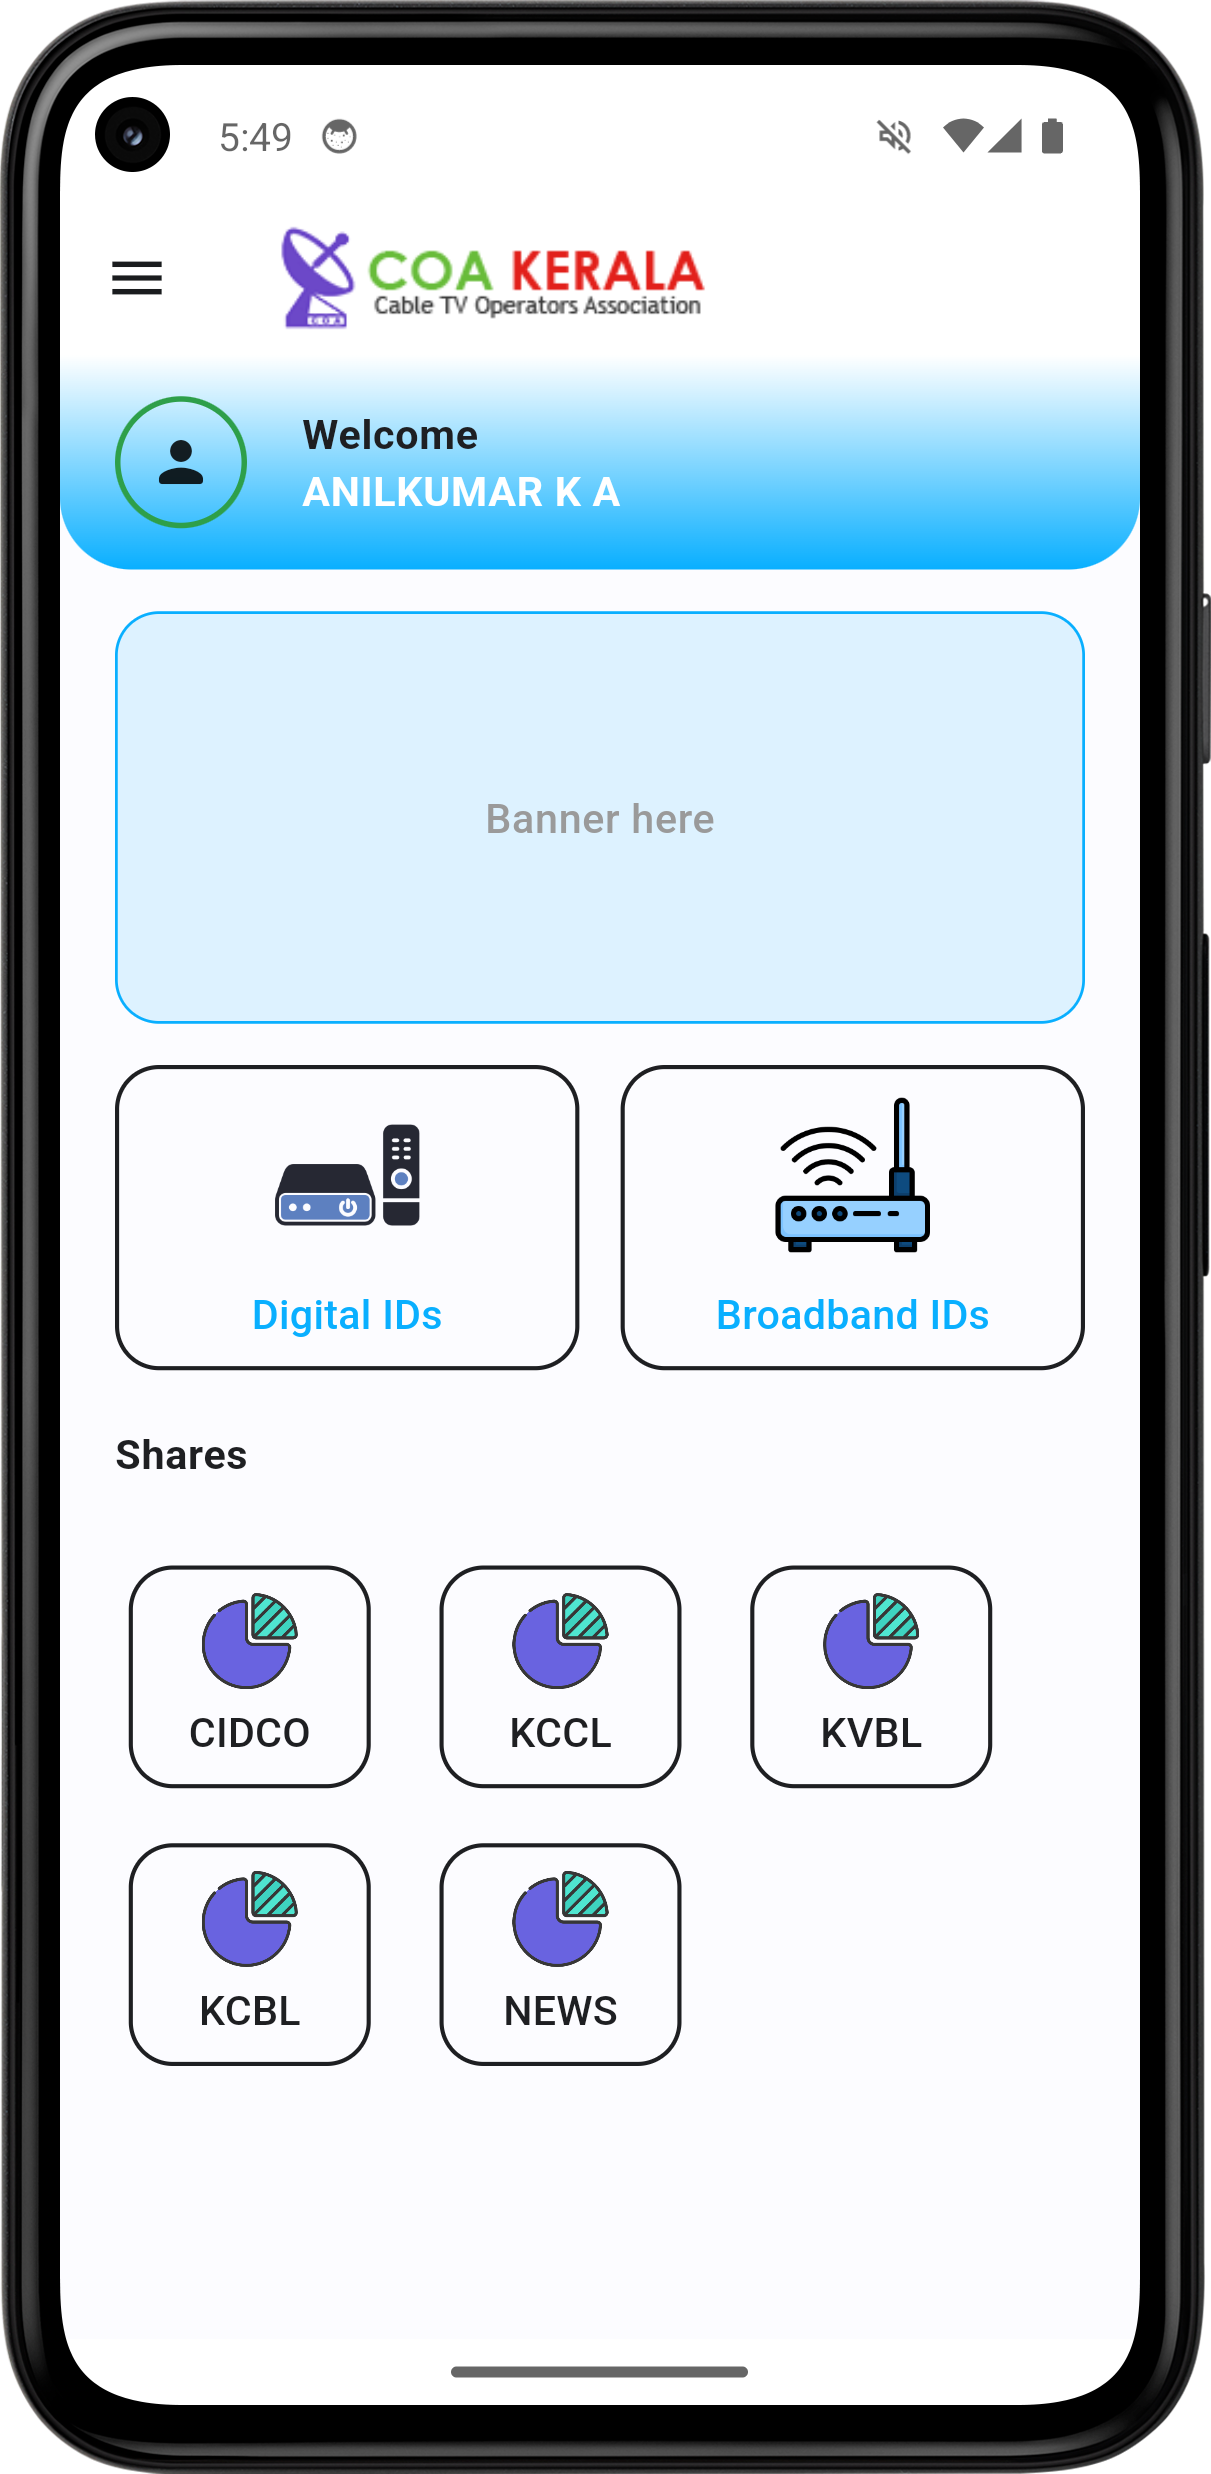 5:49
COA KERALA
Cable TV Operators Association
COA
Welcome
ANILKUMAR K A
Banner here
Digital IDs
Broadband IDs
Shares
CIDCO
KCCL
KVBL
KCBL
NEWS